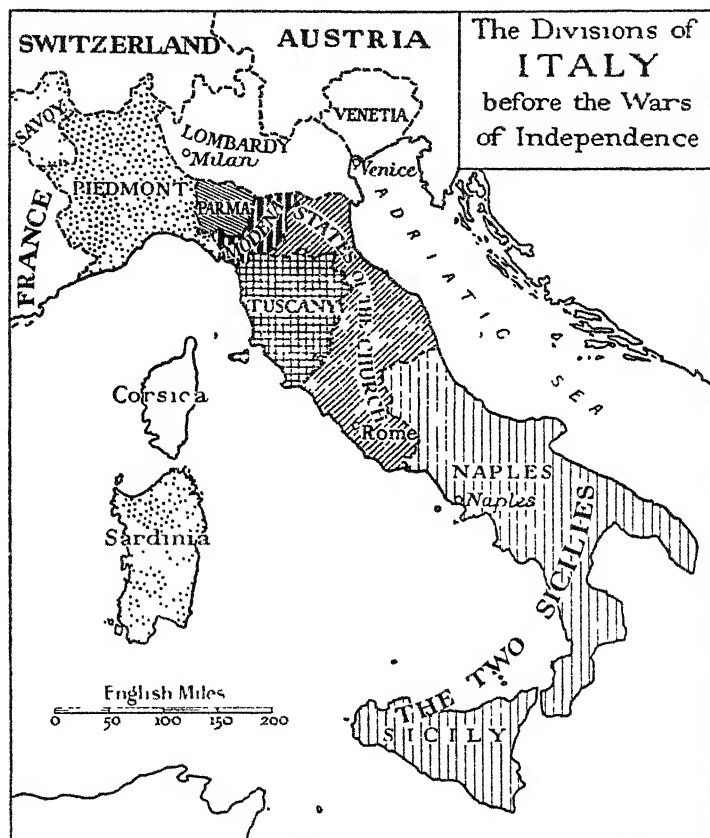 The Divisions of
ITALY
before the Wars
of Independence
SWITZERLAND
AUSTRIA
SAVOY
LOMBARDY
Milan
VENETIA
Venice
PIEDMONT
PARMA
MODENA
FRANCE
STATES OF THE CHURCH
TUSCANY
ADRIATIC SEA
Corsica
Rome
NAPLES
Naples
Sardinia
THE TWO SICILIES
SICILY
English Miles
0 50 100 150 200